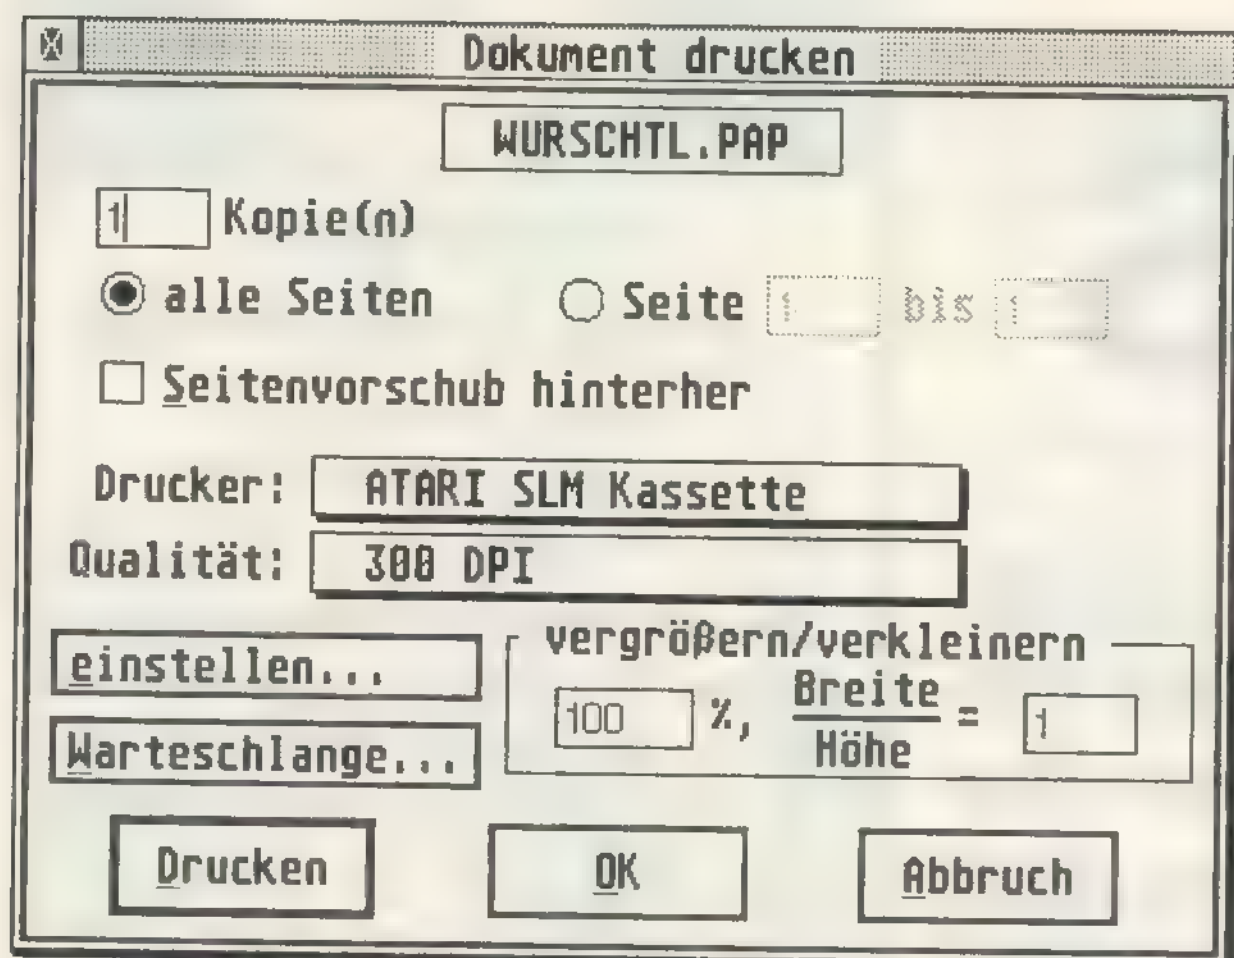 Dokument drucken
WURSCHTL.PAP
1 Kopie(n)
alle Seiten Seite 1 bis 1
Seitenvorschub hinterher
Drucker: ATARI SLM Kassette
Qualität: 300 DPI
vergrößern/verkleinern
einstellen...
100 %, Breite/Höhe = 1
Warteschlange...
Drucken OK Abbruch